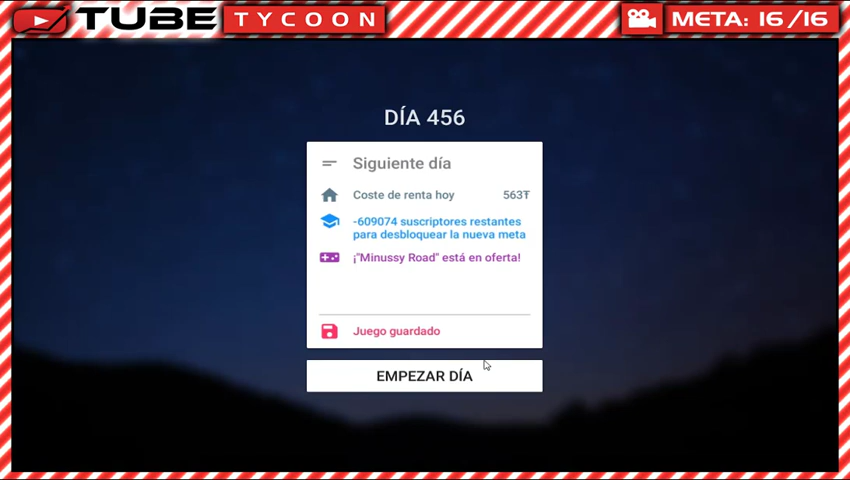 TUBE TYCOON
META: 16/16
DÍA 456
Siguiente día
Coste de renta hoy 563₮
-609074 suscriptores restantes
para desbloquear la nueva meta
¡"Minussy Road" está en oferta!
Juego guardado
EMPEZAR DÍA